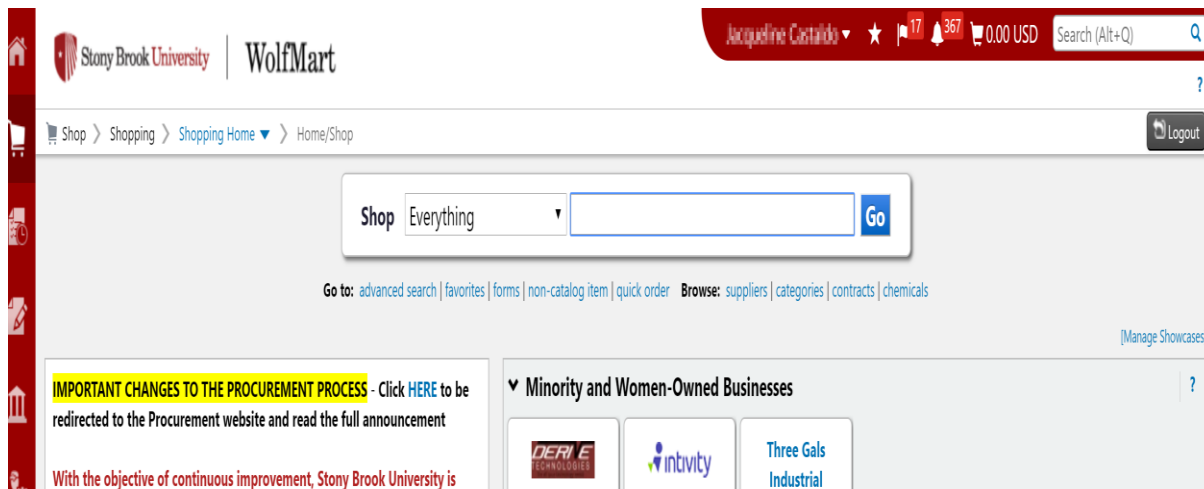 17 367 0.00 USD Search (Alt+Q)
Stony Brook University WolfMart
?
Shop > Shopping > Shopping Home ▼ > Home/Shop Logout
Shop Everything Go
Go to: advanced search | favorites | forms | non-catalog item | quick order Browse: suppliers | categories | contracts | chemicals
[Manage Showcases
IMPORTANT CHANGES TO THE PROCUREMENT PROCESS - Click HERE to be
redirected to the Procurement website and read the full announcement
With the objective of continuous improvement, Stony Brook University is
Minority and Women-Owned Businesses ?
DERIVE
TECHNOLOGIES
intivity
Three Gals
Industrial